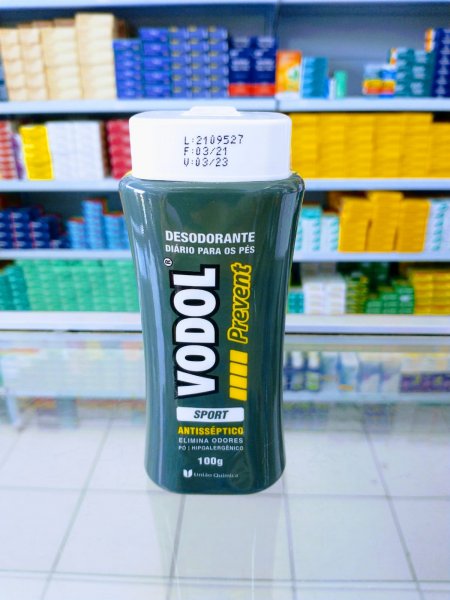 L:2109527
F:03/21
V:03/23
DESODORANTE
DIÁRIO PARA OS PÉS
VODOL®
Prevent
SPORT
ANTISSÉPTICO
ELIMINA ODORES
PÓ | HIPOALERGÊNICO
100g
União Química